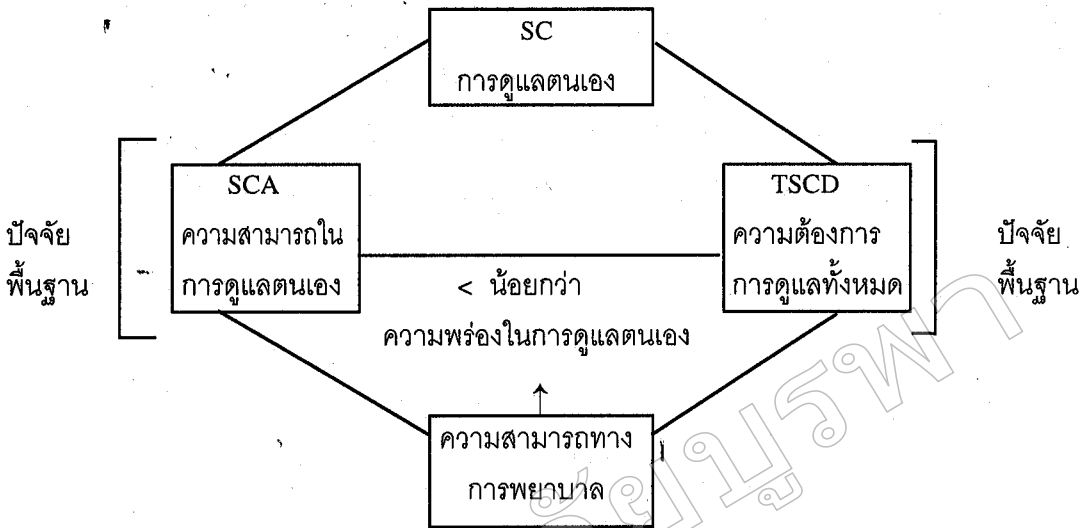 SC
การดูแลตนเอง
SCA
ความสามารถใน
การดูแลตนเอง
TSCD
ความต้องการ
การดูแลทั้งหมด
ปัจจัย
พื้นฐาน
ปัจจัย
พื้นฐาน
< น้อยกว่า
ความพร่องในการดูแลตนเอง
ความสามารถทาง
การพยาบาล